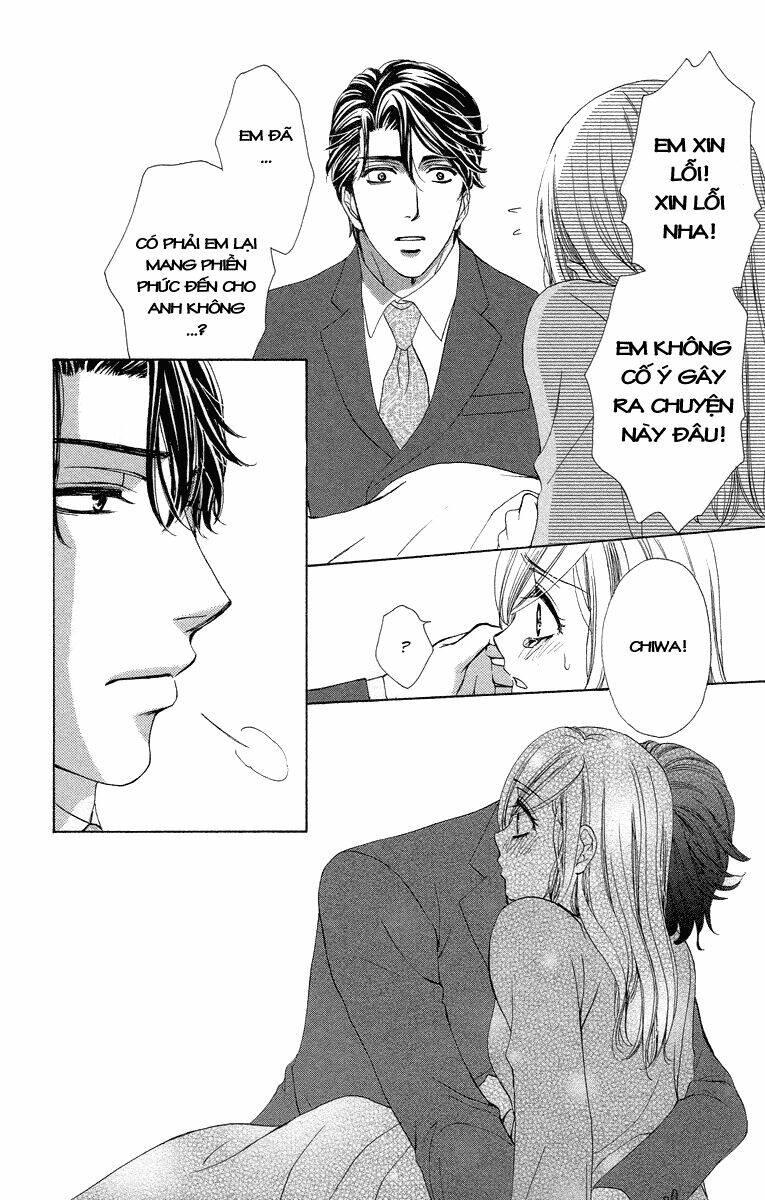 EM XIN
LỖI!
XIN LỖI
NHA!
EM KHÔNG
CỐ Ý GÂY
RA CHUYỆN
NÀY ĐÂU!
EM ĐÃ
...
CÓ PHẢI EM LẠI
MANG PHIỀN
PHỨC ĐẾN CHO
ANH KHÔNG
...?
CHIWA!
?